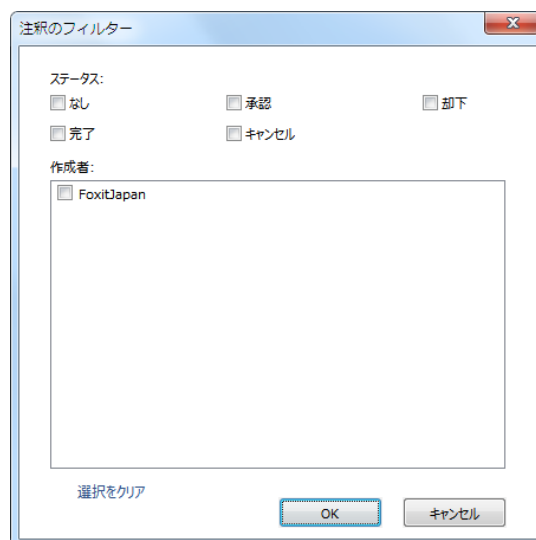 注釈のフィルター
ステータス:
なし 承認 却下
完了 キャンセル
作成者:
FoxitJapan
選択をクリア
OK キャンセル